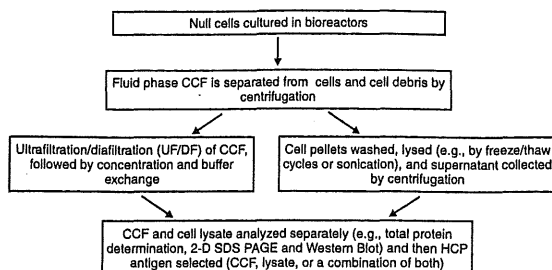 Null cells cultured in bioreactors
Fluid phase CCF is separated from cells and cell debris by
centrifugation
Ultrafiltration/diafiltration (UF/DF) of CCF,
followed by concentration and buffer
exchange
Cell pellets washed, lysed (e.g., by freeze/thaw
cycles or sonication), and supernatant collected
by centrifugation
CCF and cell lysate analyzed separately (e.g., total protein
determination, 2-D SDS PAGE and Western Blot) and then HCP
antigen selected (CCF, lysate, or a combination of both)